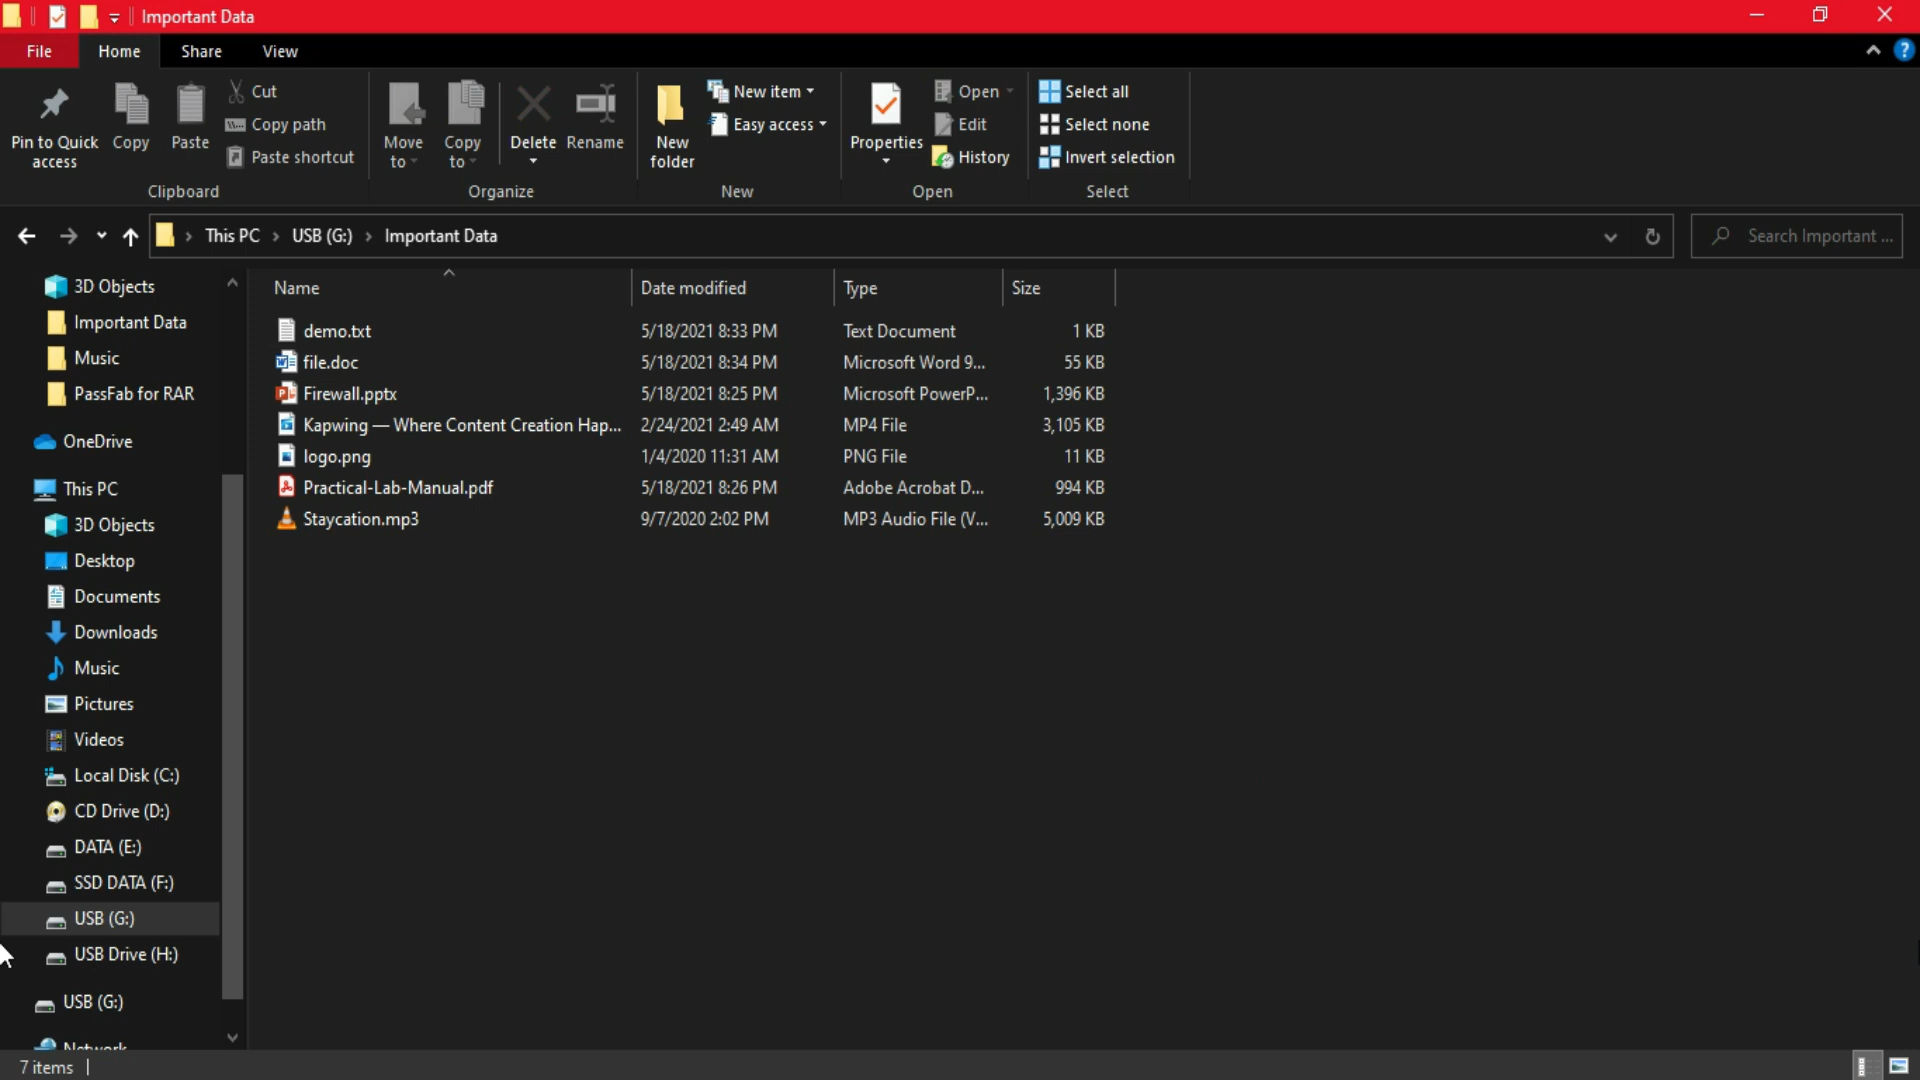 Important Data
File Home Share View
Pin to Quick access
Copy
Paste
Cut
Copy path
Paste shortcut
Clipboard
Move to
Copy to
Delete
Rename
Organize
New folder
New item
Easy access
New
Properties
Open
Edit
History
Open
Select all
Select none
Invert selection
Select
This PC › USB (G:) › Important Data
Search Important ...
3D Objects
Important Data
Music
PassFab for RAR
OneDrive
This PC
3D Objects
Desktop
Documents
Downloads
Music
Pictures
Videos
Local Disk (C:)
CD Drive (D:)
DATA (E:)
SSD DATA (F:)
USB (G:)
USB Drive (H:)
USB (G:)
Network
Name Date modified Type Size
demo.txt 5/18/2021 8:33 PM Text Document 1 KB
file.doc 5/18/2021 8:34 PM Microsoft Word 9... 55 KB
Firewall.pptx 5/18/2021 8:25 PM Microsoft PowerP... 1,396 KB
Kapwing — Where Content Creation Hap... 2/24/2021 2:49 AM MP4 File 3,105 KB
logo.png 1/4/2020 11:31 AM PNG File 11 KB
Practical-Lab-Manual.pdf 5/18/2021 8:26 PM Adobe Acrobat D... 994 KB
Staycation.mp3 9/7/2020 2:02 PM MP3 Audio File (V... 5,009 KB
7 items